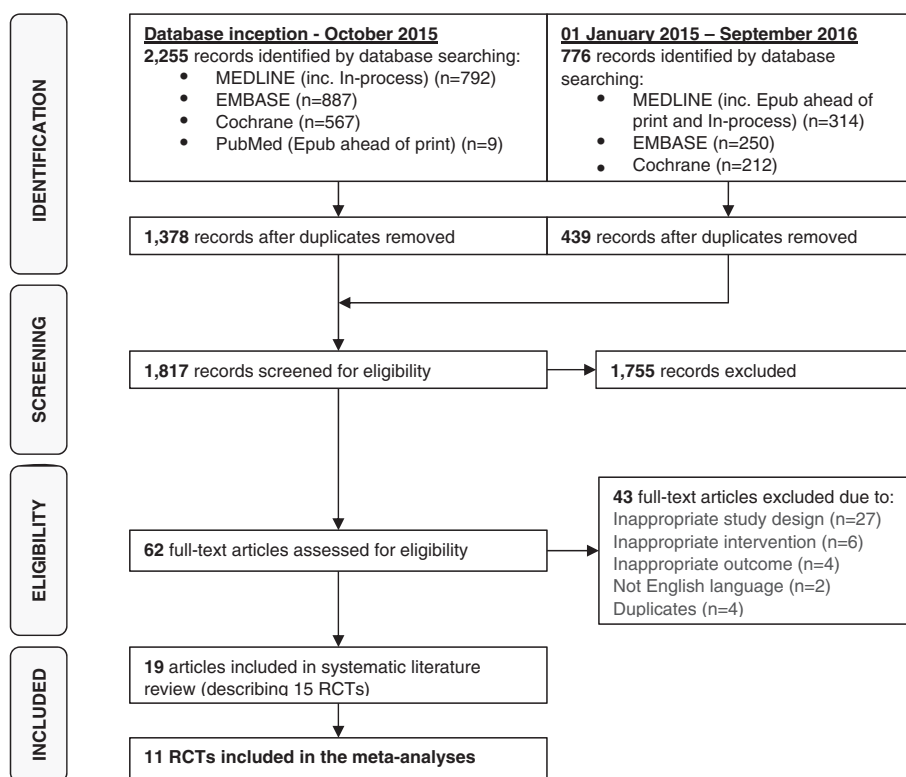 IDENTIFICATION
Database inception - October 2015
2,255 records identified by database searching:
• MEDLINE (inc. In-process) (n=792)
• EMBASE (n=887)
• Cochrane (n=567)
• PubMed (Epub ahead of print) (n=9)
01 January 2015 – September 2016
776 records identified by database
searching:
• MEDLINE (inc. Epub ahead of
print and In-process) (n=314)
• EMBASE (n=250)
• Cochrane (n=212)
1,378 records after duplicates removed
439 records after duplicates removed
SCREENING
1,817 records screened for eligibility
1,755 records excluded
ELIGIBILITY
62 full-text articles assessed for eligibility
43 full-text articles excluded due to:
Inappropriate study design (n=27)
Inappropriate intervention (n=6)
Inappropriate outcome (n=4)
Not English language (n=2)
Duplicates (n=4)
INCLUDED
19 articles included in systematic literature
review (describing 15 RCTs)
11 RCTs included in the meta-analyses